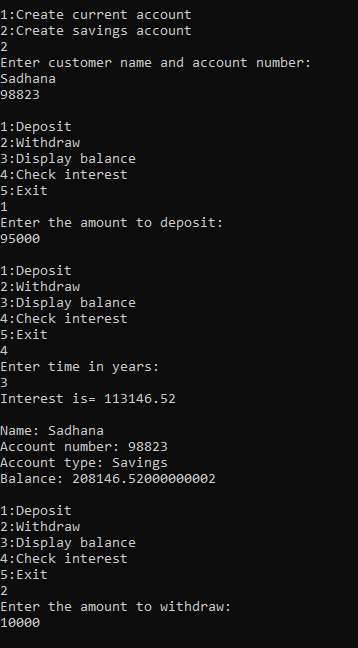 1:Create current account
2:Create savings account
2
Enter customer name and account number:
Sadhana
98823
1:Deposit
2:Withdraw
3:Display balance
4:Check interest
5:Exit
1
Enter the amount to deposit:
95000
1:Deposit
2:Withdraw
3:Display balance
4:Check interest
5:Exit
4
Enter time in years:
3
Interest is= 113146.52
Name: Sadhana
Account number: 98823
Account type: Savings
Balance: 208146.52000000002
1:Deposit
2:Withdraw
3:Display balance
4:Check interest
5:Exit
2
Enter the amount to withdraw:
10000